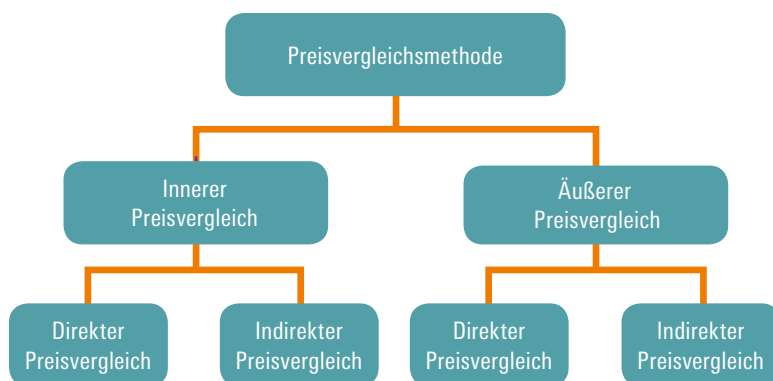 Preisvergleichsmethode
Innerer
Preisvergleich
Äußerer
Preisvergleich
Direkter
Preisvergleich
Indirekter
Preisvergleich
Direkter
Preisvergleich
Indirekter
Preisvergleich